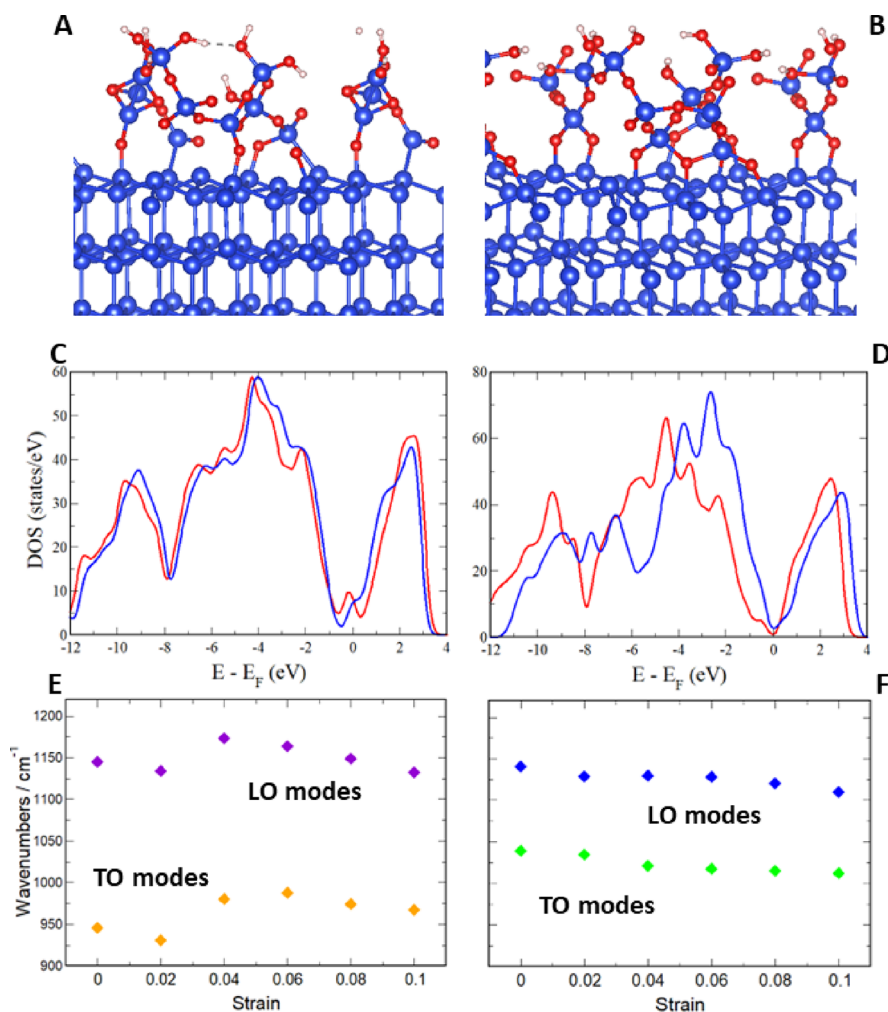 A
B
C
D
60
50
40
30
20
10
0
DOS (states/eV)
-12 -10 -8 -6 -4 -2 0 2 4
E - E_F (eV)
80
60
40
20
0
-12 -10 -8 -6 -4 -2 0 2 4
E - E_F (eV)
E
F
1200
1150
1100
1050
1000
950
900
Wavenumbers / cm⁻¹
LO modes
TO modes
0 0.02 0.04 0.06 0.08 0.1
Strain
LO modes
TO modes
0 0.02 0.04 0.06 0.08 0.1
Strain